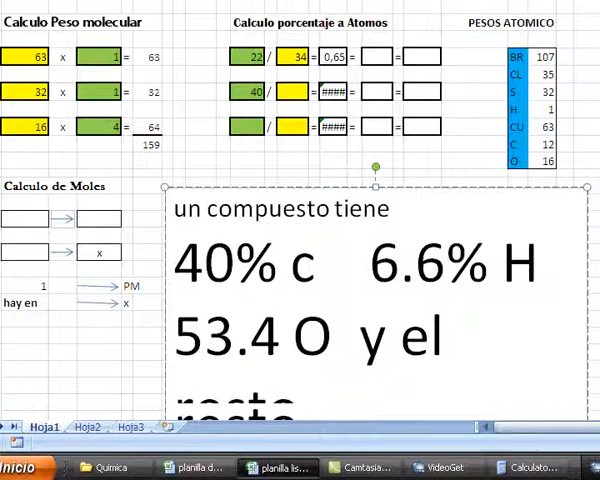 Calculo Peso molecular
Calculo porcentaje a Atomos
PESOS ATOMICO
63 x 1 = 63
22 / 34 = 0,65 = =
BR 107
CL 35
32 x 1 = 32
40 / = #### = =
S 32
H 1
16 x 4 = 64
/ = #### = =
CU 63
159
C 12
O 16
Calculo de Moles
un compuesto tiene
40% c 6.6% H
x
1 PM
53.4 O y el
hay en x
recto
Hoja1 Hoja2 Hoja3
Inicio Quimica planilla d... planilla lis... Camtasia... VideoGet Calculato...